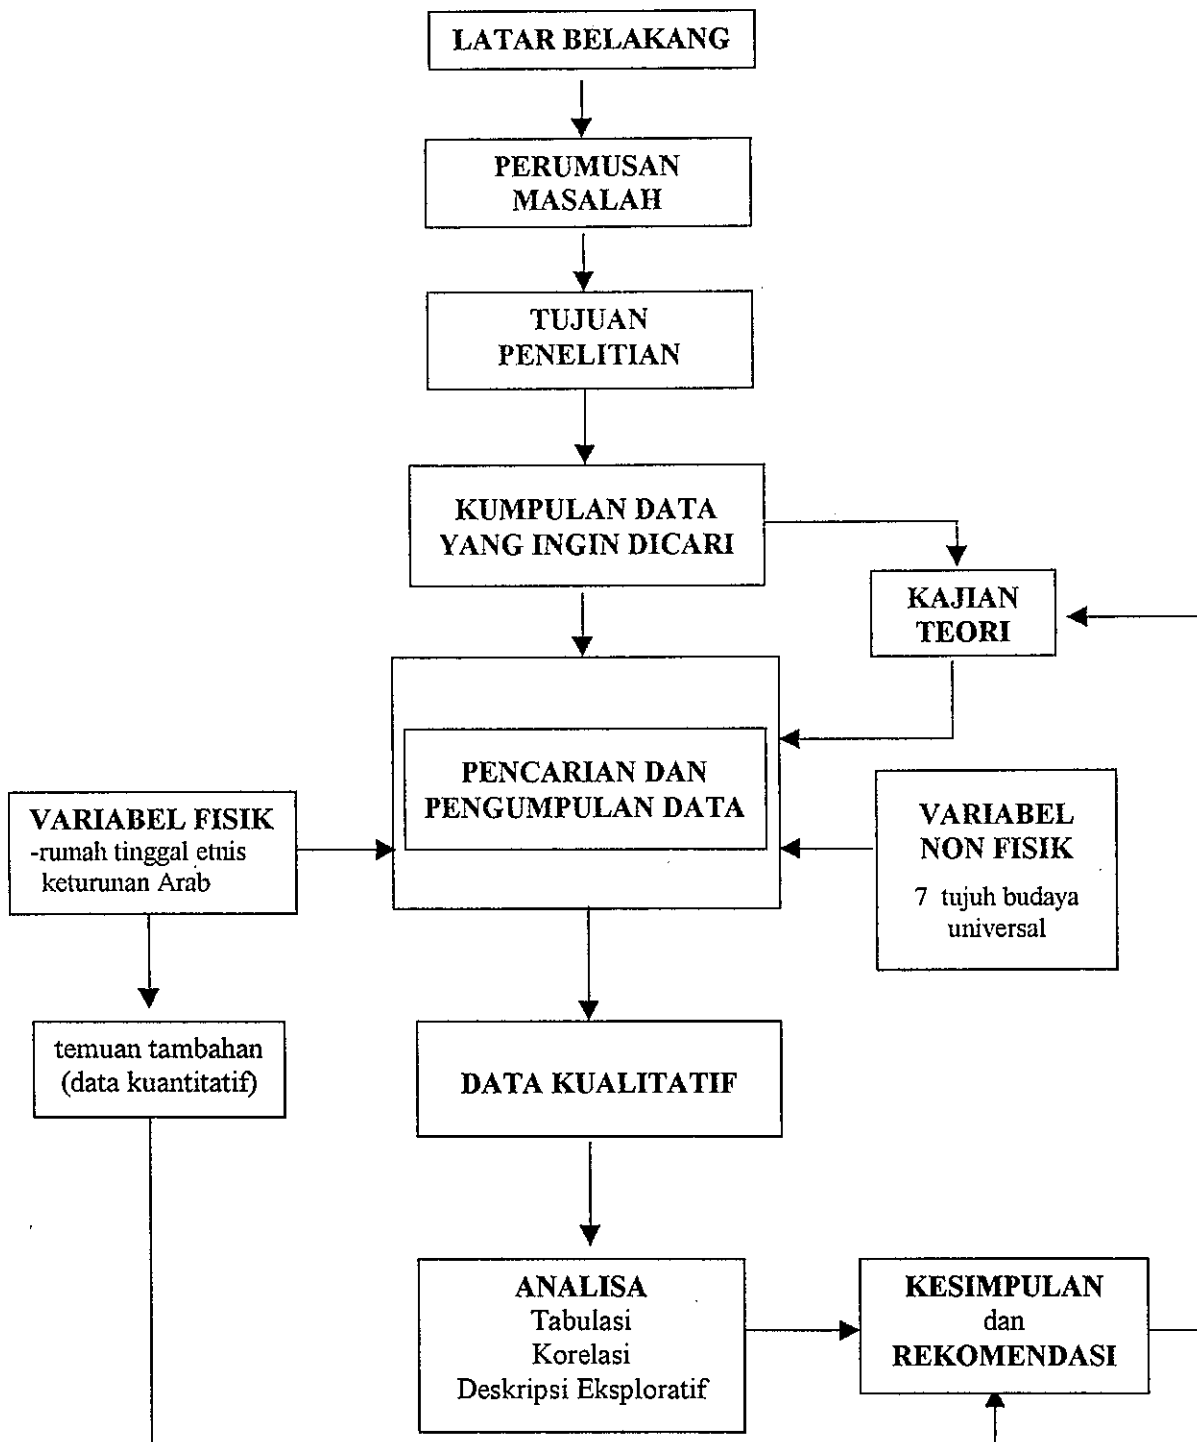 LATAR BELAKANG
PERUMUSAN
MASALAH
TUJUAN
PENELITIAN
KUMPULAN DATA
YANG INGIN DICARI
KAJIAN
TEORI
PENCARIAN DAN
PENGUMPULAN DATA
VARIABEL FISIK
-rumah tinggal etnis
keturunan Arab
VARIABEL
NON FISIK
7 tujuh budaya
universal
temuan tambahan
(data kuantitatif)
DATA KUALITATIF
ANALISA
Tabulasi
Korelasi
Deskripsi Eksploratif
KESIMPULAN
dan
REKOMENDASI